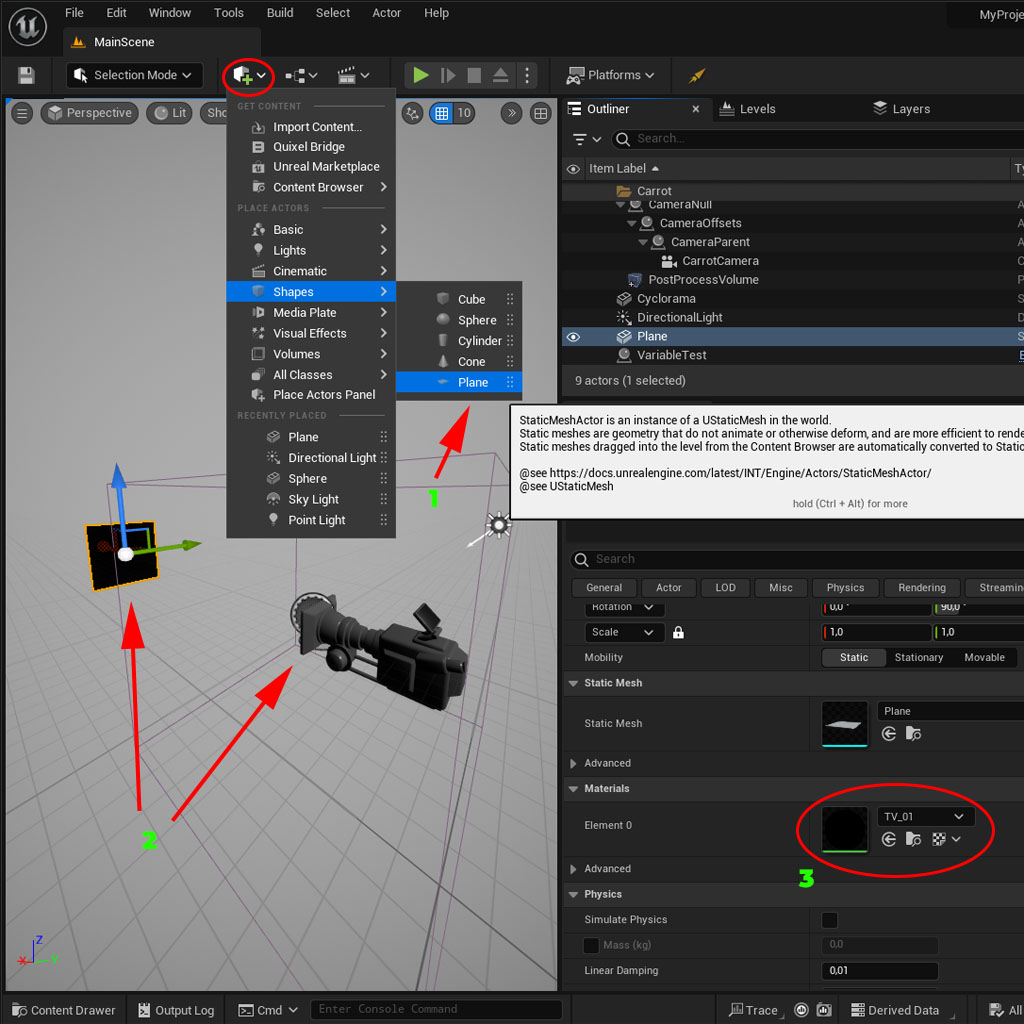 File Edit Window Tools Build Select Actor Help
MyProje
MainScene
Selection Mode
Platforms
Perspective
Lit
Sho
10
GET CONTENT
Import Content...
Quixel Bridge
Unreal Marketplace
Content Browser
PLACE ACTORS
Basic
Lights
Cinematic
Shapes
Media Plate
Visual Effects
Volumes
All Classes
Place Actors Panel
RECENTLY PLACED
Plane
Directional Light
Sphere
Sky Light
Point Light
Cube
Sphere
Cylinder
Cone
Plane
1
2
Z
X
Y
Outliner
Levels
Layers
Search...
Item Label
Ty
Carrot
CameraNull A
CameraOffsets A
CameraParent A
CarrotCamera C
PostProcessVolume P
Cyclorama S
DirectionalLight D
Plane S
VariableTest E
9 actors (1 selected)
StaticMeshActor is an instance of a UStaticMesh in the world.
Static meshes are geometry that do not animate or otherwise deform, and are more efficient to rende
Static meshes dragged into the level from the Content Browser are automatically converted to Static
@see https://docs.unrealengine.com/latest/INT/Engine/Actors/StaticMeshActor/
@see UStaticMesh
hold (Ctrl + Alt) for more
Search
General Actor LOD Misc Physics Rendering Streamin
Rotation 0,0 ° 90,0 °
Scale 1,0 1,0
Mobility Static Stationary Movable
Static Mesh
Static Mesh Plane
Advanced
Materials
Element 0 TV_01
Advanced
3
Physics
Simulate Physics
Mass (kg) 0,0
Linear Damping 0,01
Content Drawer Output Log Cmd Enter Console Command Trace Derived Data All